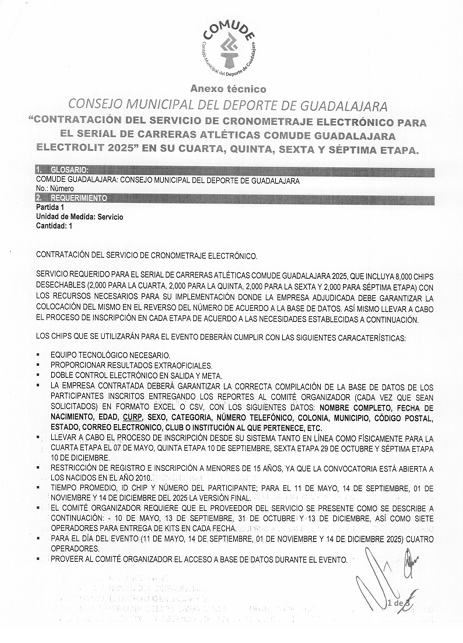 COMUDE
Consejo Municipal del Deporte de Guadalajara
Anexo técnico
CONSEJO MUNICIPAL DEL DEPORTE DE GUADALAJARA
"CONTRATACIÓN DEL SERVICIO DE CRONOMETRAJE ELECTRÓNICO PARA
EL SERIAL DE CARRERAS ATLÉTICAS COMUDE GUADALAJARA
ELECTROLIT 2025" EN SU CUARTA, QUINTA, SEXTA Y SÉPTIMA ETAPA.
1. GLOSARIO:
COMUDE GUADALAJARA: CONSEJO MUNICIPAL DEL DEPORTE DE GUADALAJARA
No.: Número
2. REQUERIMIENTO
Partida 1
Unidad de Medida: Servicio
Cantidad: 1
CONTRATACIÓN DEL SERVICIO DE CRONOMETRAJE ELECTRÓNICO.
SERVICIO REQUERIDO PARA EL SERIAL DE CARRERAS ATLÉTICAS COMUDE GUADALAJARA 2025, QUE INCLUYA 8,000 CHIPS
DESECHABLES (2,000 PARA LA CUARTA, 2,000 PARA LA QUINTA, 2,000 PARA LA SEXTA Y 2,000 PARA SÉPTIMA ETAPA) CON
LOS RECURSOS NECESARIOS PARA SU IMPLEMENTACIÓN DONDE LA EMPRESA ADJUDICADA DEBE GARANTIZAR LA
COLOCACIÓN DEL MISMO EN EL REVERSO DEL NÚMERO DE ACUERDO A LA BASE DE DATOS. ASÍ MISMO LLEVAR A CABO
EL PROCESO DE INSCRIPCIÓN EN CADA ETAPA DE ACUERDO A LAS NECESIDADES ESTABLECIDAS A CONTINUACIÓN.
LOS CHIPS QUE SE UTILIZARÁN PARA EL EVENTO DEBERÁN CUMPLIR CON LAS SIGUIENTES CARACATERÍSTICAS:
▪ EQUIPO TECNOLÓGICO NECESARIO.
▪ PROPORCIONAR RESULTADOS EXTRAOFICIALES.
▪ DOBLE CONTROL ELECTRÓNICO EN SALIDA Y META.
▪ LA EMPRESA CONTRATADA DEBERÁ GARANTIZAR LA CORRECTA COMPILACIÓN DE LA BASE DE DATOS DE LOS
PARTICIPANTES INSCRITOS ENTREGANDO LOS REPORTES AL COMITÉ ORGANIZADOR (CADA VEZ QUE SEAN
SOLICITADOS) EN FORMATO EXCEL O CSV, CON LOS SIGUIENTES DATOS: NOMBRE COMPLETO, FECHA DE
NACIMIENTO, EDAD, CURP, SEXO, CATEGORIA, NÚMERO TELEFÓNICO, COLONIA, MUNICIPIO, CÓDIGO POSTAL,
ESTADO, CORREO ELECTRONICO, CLUB O INSTITUCIÓN AL QUE PERTENECE, ETC.
▪ LLEVAR A CABO EL PROCESO DE INSCRIPCIÓN DESDE SU SISTEMA TANTO EN LÍNEA COMO FÍSICAMENTE PARA LA
CUARTA ETAPA EL 07 DE MAYO, QUINTA ETAPA 10 DE SEPTIEMBRE, SEXTA ETAPA 29 DE OCTUBRE Y SÉPTIMA ETAPA
10 DE DICIEMBRE.
▪ RESTRICCIÓN DE REGISTRO E INSCRIPCIÓN A MENORES DE 15 AÑOS, YA QUE LA CONVOCATORIA ESTÁ ABIERTA A
LOS NACIDOS EN EL AÑO 2010.
▪ TIEMPO PROMEDIO, ID CHIP Y NÚMERO DEL PARTICIPANTE; PARA EL 11 DE MAYO, 14 DE SEPTIEMBRE, 01 DE
NOVIEMBRE Y 14 DE DICIEMBRE DEL 2025 LA VERSIÓN FINAL.
▪ EL COMITÉ ORGANIZADOR REQUIERE QUE EL PROVEEDOR DEL SERVICIO SE PRESENTE COMO SE DESCRIBE A
CONTINUACIÓN: - 10 DE MAYO, 13 DE SEPTIEMBRE, 31 DE OCTUBRE Y 13 DE DICIEMBRE, ASÍ COMO SIETE
OPERADORES PARA ENTREGA DE KITS EN CADA FECHA.
▪ PARA EL DÍA DEL EVENTO (11 DE MAYO, 14 DE SEPTIEMBRE, 01 DE NOVIEMBRE Y 14 DE DICIEMBRE 2025) CUATRO
OPERADORES.
▪ PROVEER AL COMITÉ ORGANIZADOR EL ACCESO A BASE DE DATOS DURANTE EL EVENTO.